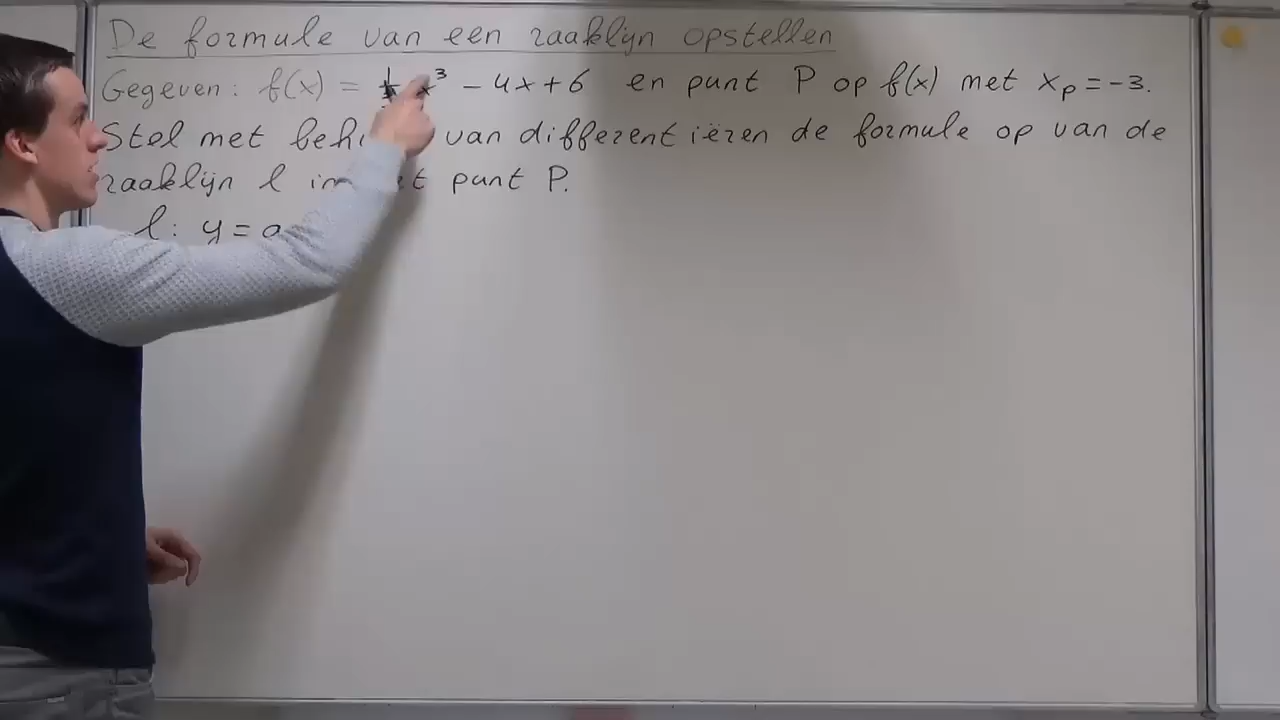 De formule van een raaklijn opstellen
Gegeven: f(x) = x³ - 4x + 6 en punt P op f(x) met xₚ = -3.
Stel met van differentiëren de formule op van de
raaklijn l punt P.
l: y = a